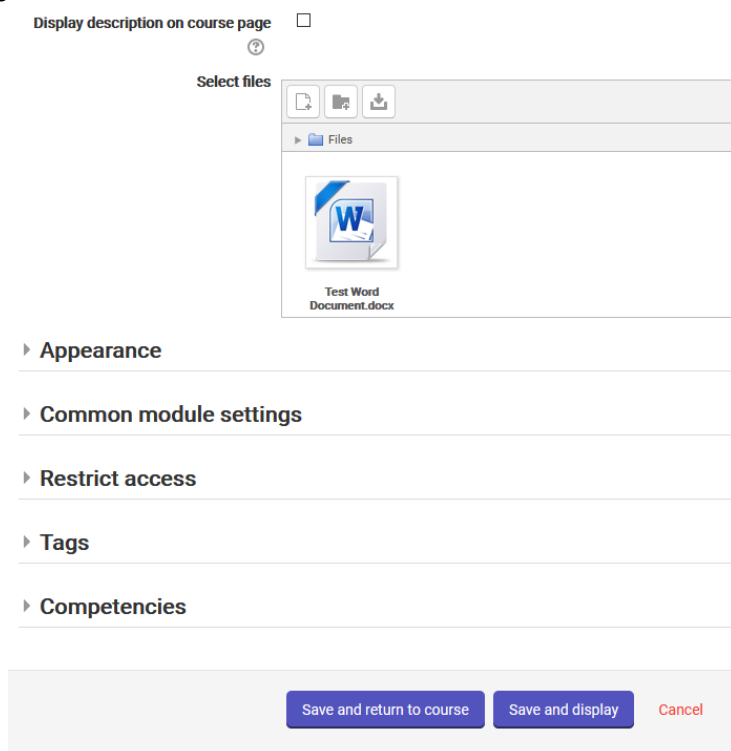 Display description on course page
Select files
Files
W
Test Word
Document.docx
Appearance
Common module settings
Restrict access
Tags
Competencies
Save and return to course Save and display Cancel